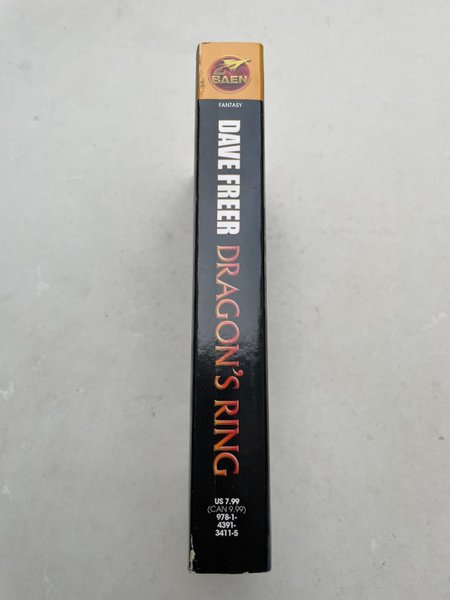 BAEN
FANTASY
DAVE FREER DRAGON'S RING
US 7.99
(CAN 9.99)
978-1-
4391-
3411-5